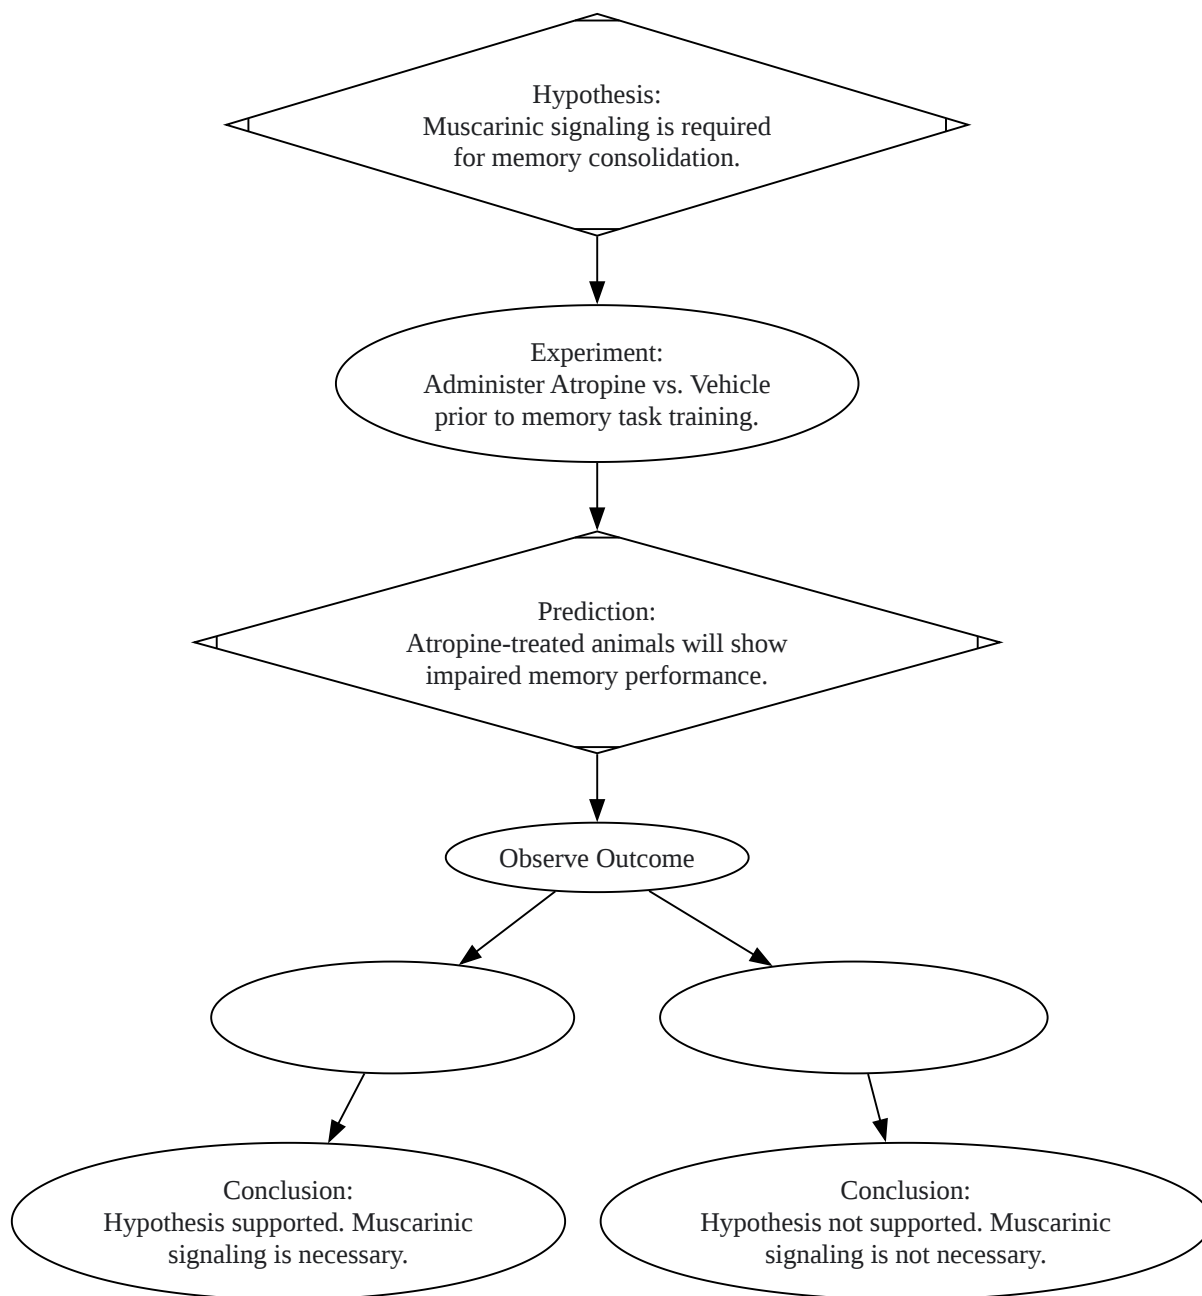 Hypothesis:
Muscarinic signaling is required
for memory consolidation.
Experiment:
Administer Atropine vs. Vehicle
prior to memory task training.
Prediction:
Atropine-treated animals will show
impaired memory performance.
Observe Outcome
Conclusion:
Hypothesis supported. Muscarinic
signaling is necessary.
Conclusion:
Hypothesis not supported. Muscarinic
signaling is not necessary.